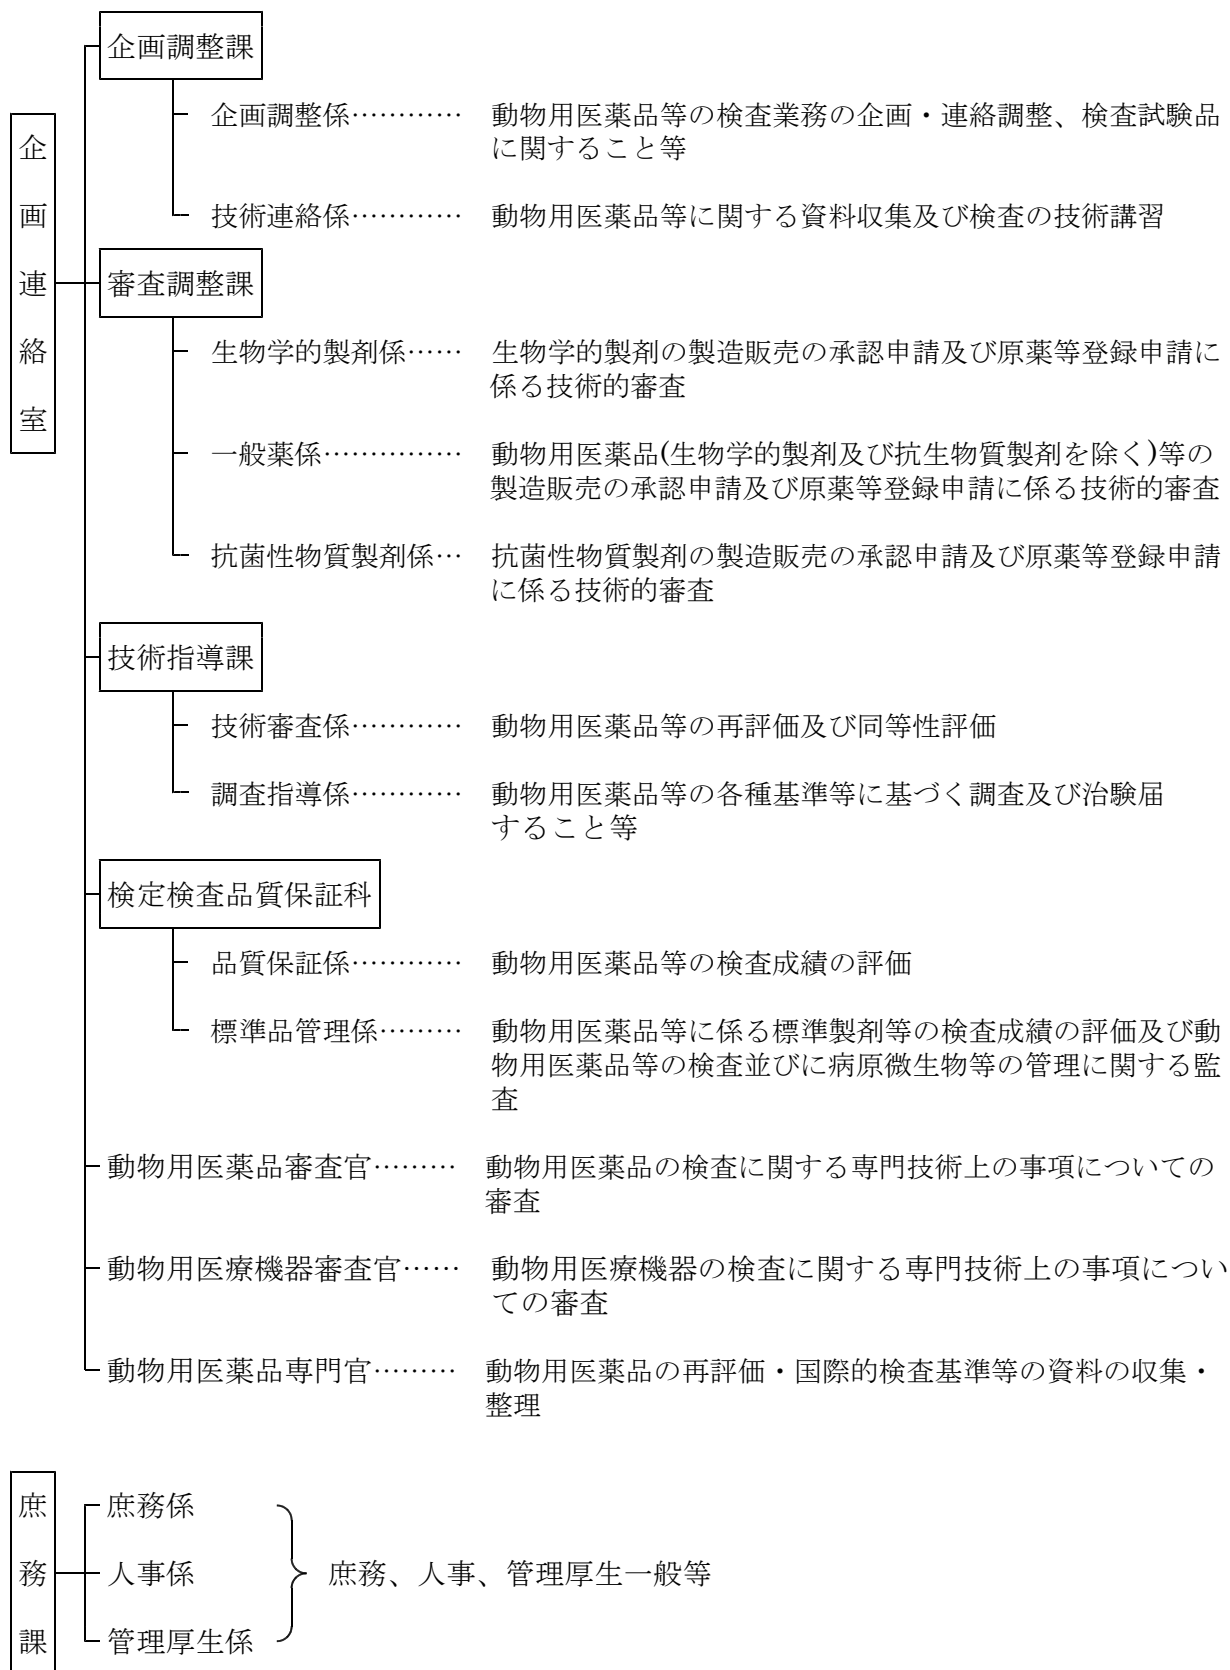 企画連絡室
企画調整課
企画調整係………… 動物用医薬品等の検査業務の企画・連絡調整、検査試験品
に関すること等
技術連絡係………… 動物用医薬品等に関する資料収集及び検査の技術講習
審査調整課
生物学的製剤係…… 生物学的製剤の製造販売の承認申請及び原薬等登録申請に
係る技術的審査
一般薬係…………… 動物用医薬品(生物学的製剤及び抗生物質製剤を除く)等の
製造販売の承認申請及び原薬等登録申請に係る技術的審査
抗菌性物質製剤係… 抗菌性物質製剤の製造販売の承認申請及び原薬等登録申請
に係る技術的審査
技術指導課
技術審査係………… 動物用医薬品等の再評価及び同等性評価
調査指導係………… 動物用医薬品等の各種基準等に基づく調査及び治験届
すること等
検定検査品質保証科
品質保証係………… 動物用医薬品等の検査成績の評価
標準品管理係……… 動物用医薬品等に係る標準製剤等の検査成績の評価及び動
物用医薬品等の検査並びに病原微生物等の管理に関する監
査
動物用医薬品審査官……… 動物用医薬品の検査に関する専門技術上の事項についての
審査
動物用医療機器審査官…… 動物用医療機器の検査に関する専門技術上の事項につい
ての審査
動物用医薬品専門官……… 動物用医薬品の再評価・国際的検査基準等の資料の収集・
整理
庶務課
庶務係
人事係 庶務、人事、管理厚生一般等
管理厚生係